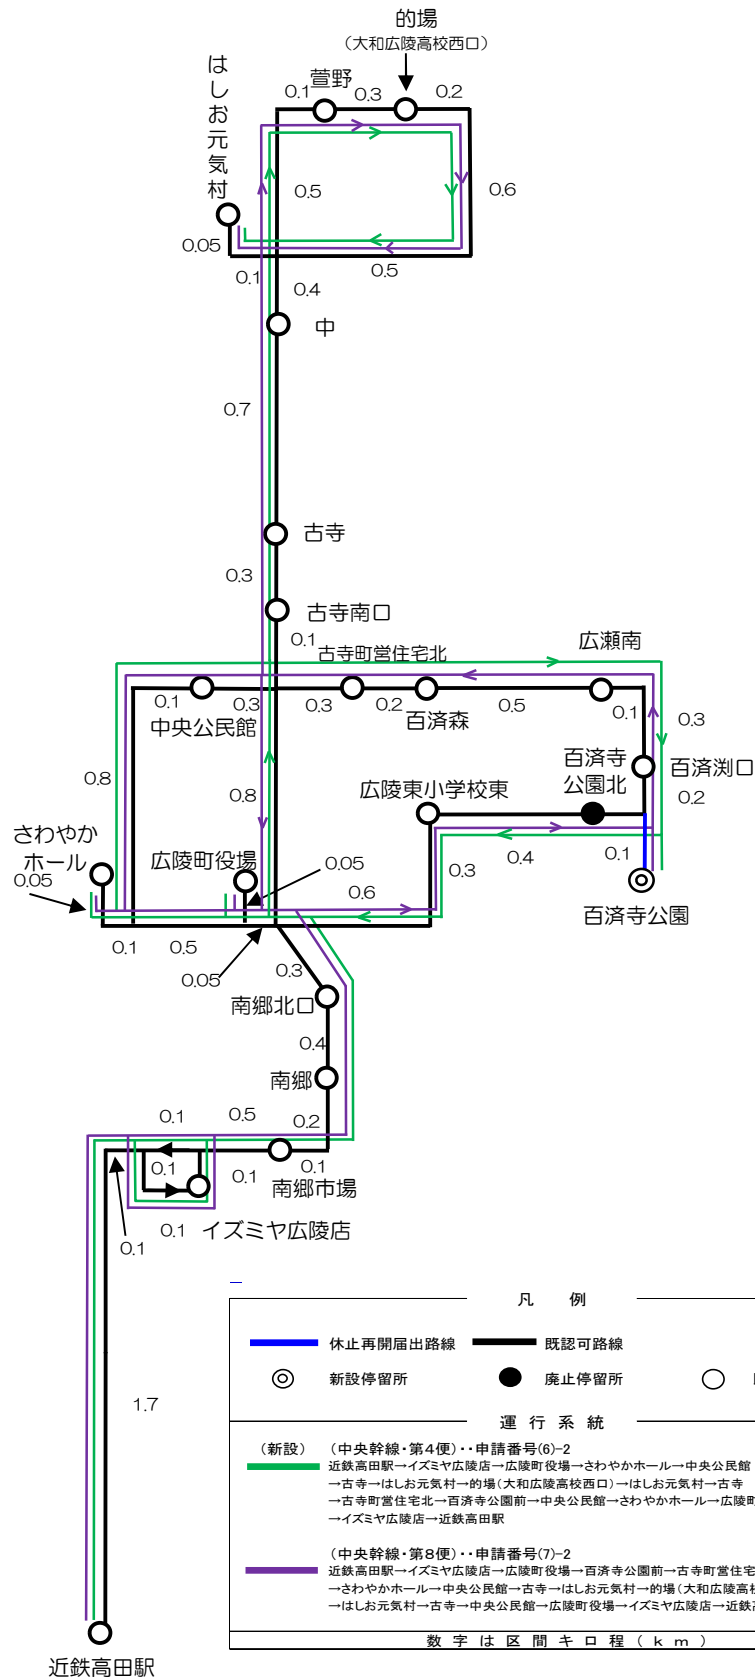 的場
（大和広陵高校西口）
はしお元気村
萱野
0.1
0.3
0.2
0.5
0.6
0.05
0.1
0.5
0.4
中
0.7
古寺
0.3
古寺南口
0.1
古寺町営住宅北
広瀬南
0.1
0.3
0.3
0.2
0.5
0.1
0.3
中央公民館
百済森
百済寺
公園北
百済渕口
0.8
0.8
広陵東小学校東
0.2
さわやか
ホール
広陵町役場
0.05
0.05
0.6
0.3
0.4
0.1
百済寺公園
0.1
0.5
0.05
0.3
南郷北口
0.4
南郷
0.1
0.5
0.2
0.1
0.1
0.1
南郷市場
0.1
0.1
イズミヤ広陵店
1.7
近鉄高田駅
凡 例
休止再開届出路線
既認可路線
新設停留所
廃止停留所
運 行 系 統
（新設） （中央幹線・第4便）・・申請番号(6)-2
近鉄高田駅→イズミヤ広陵店→広陵町役場→さわやかホール→中央公民館
→古寺→はしお元気村→的場（大和広陵高校西口）→はしお元気村→古寺
→古寺町営住宅北→百済寺公園前→中央公民館→さわやかホール→広陵町
→イズミヤ広陵店→近鉄高田駅
（中央幹線・第8便）・・申請番号(7)-2
近鉄高田駅→イズミヤ広陵店→広陵町役場→百済寺公園前→古寺町営住宅
→さわやかホール→中央公民館→古寺→はしお元気村→的場（大和広陵高校
→はしお元気村→古寺→中央公民館→広陵町役場→イズミヤ広陵店→近鉄高
数 字 は 区 間 キ ロ 程 （ k m ）